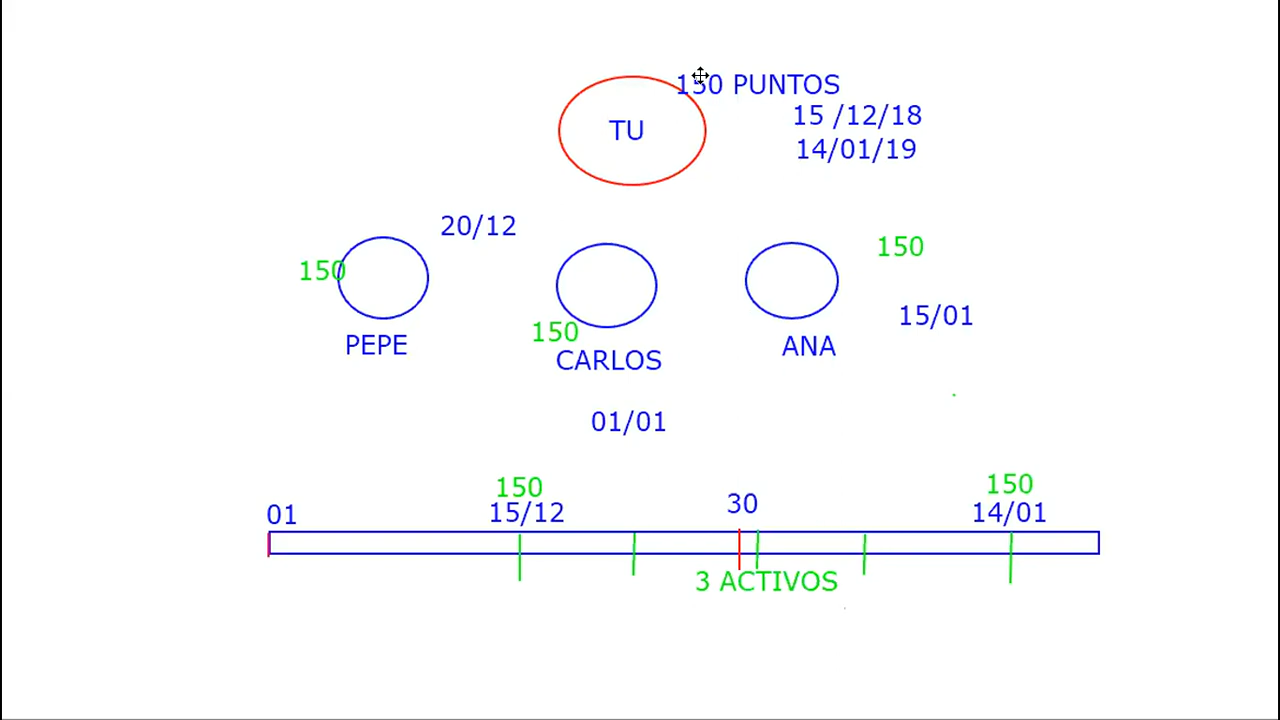 150 PUNTOS
15 /12/18
TU
14/01/19
20/12
150
150
15/01
150
PEPE
CARLOS
ANA
01/01
150
150
01
15/12
30
14/01
3 ACTIVOS